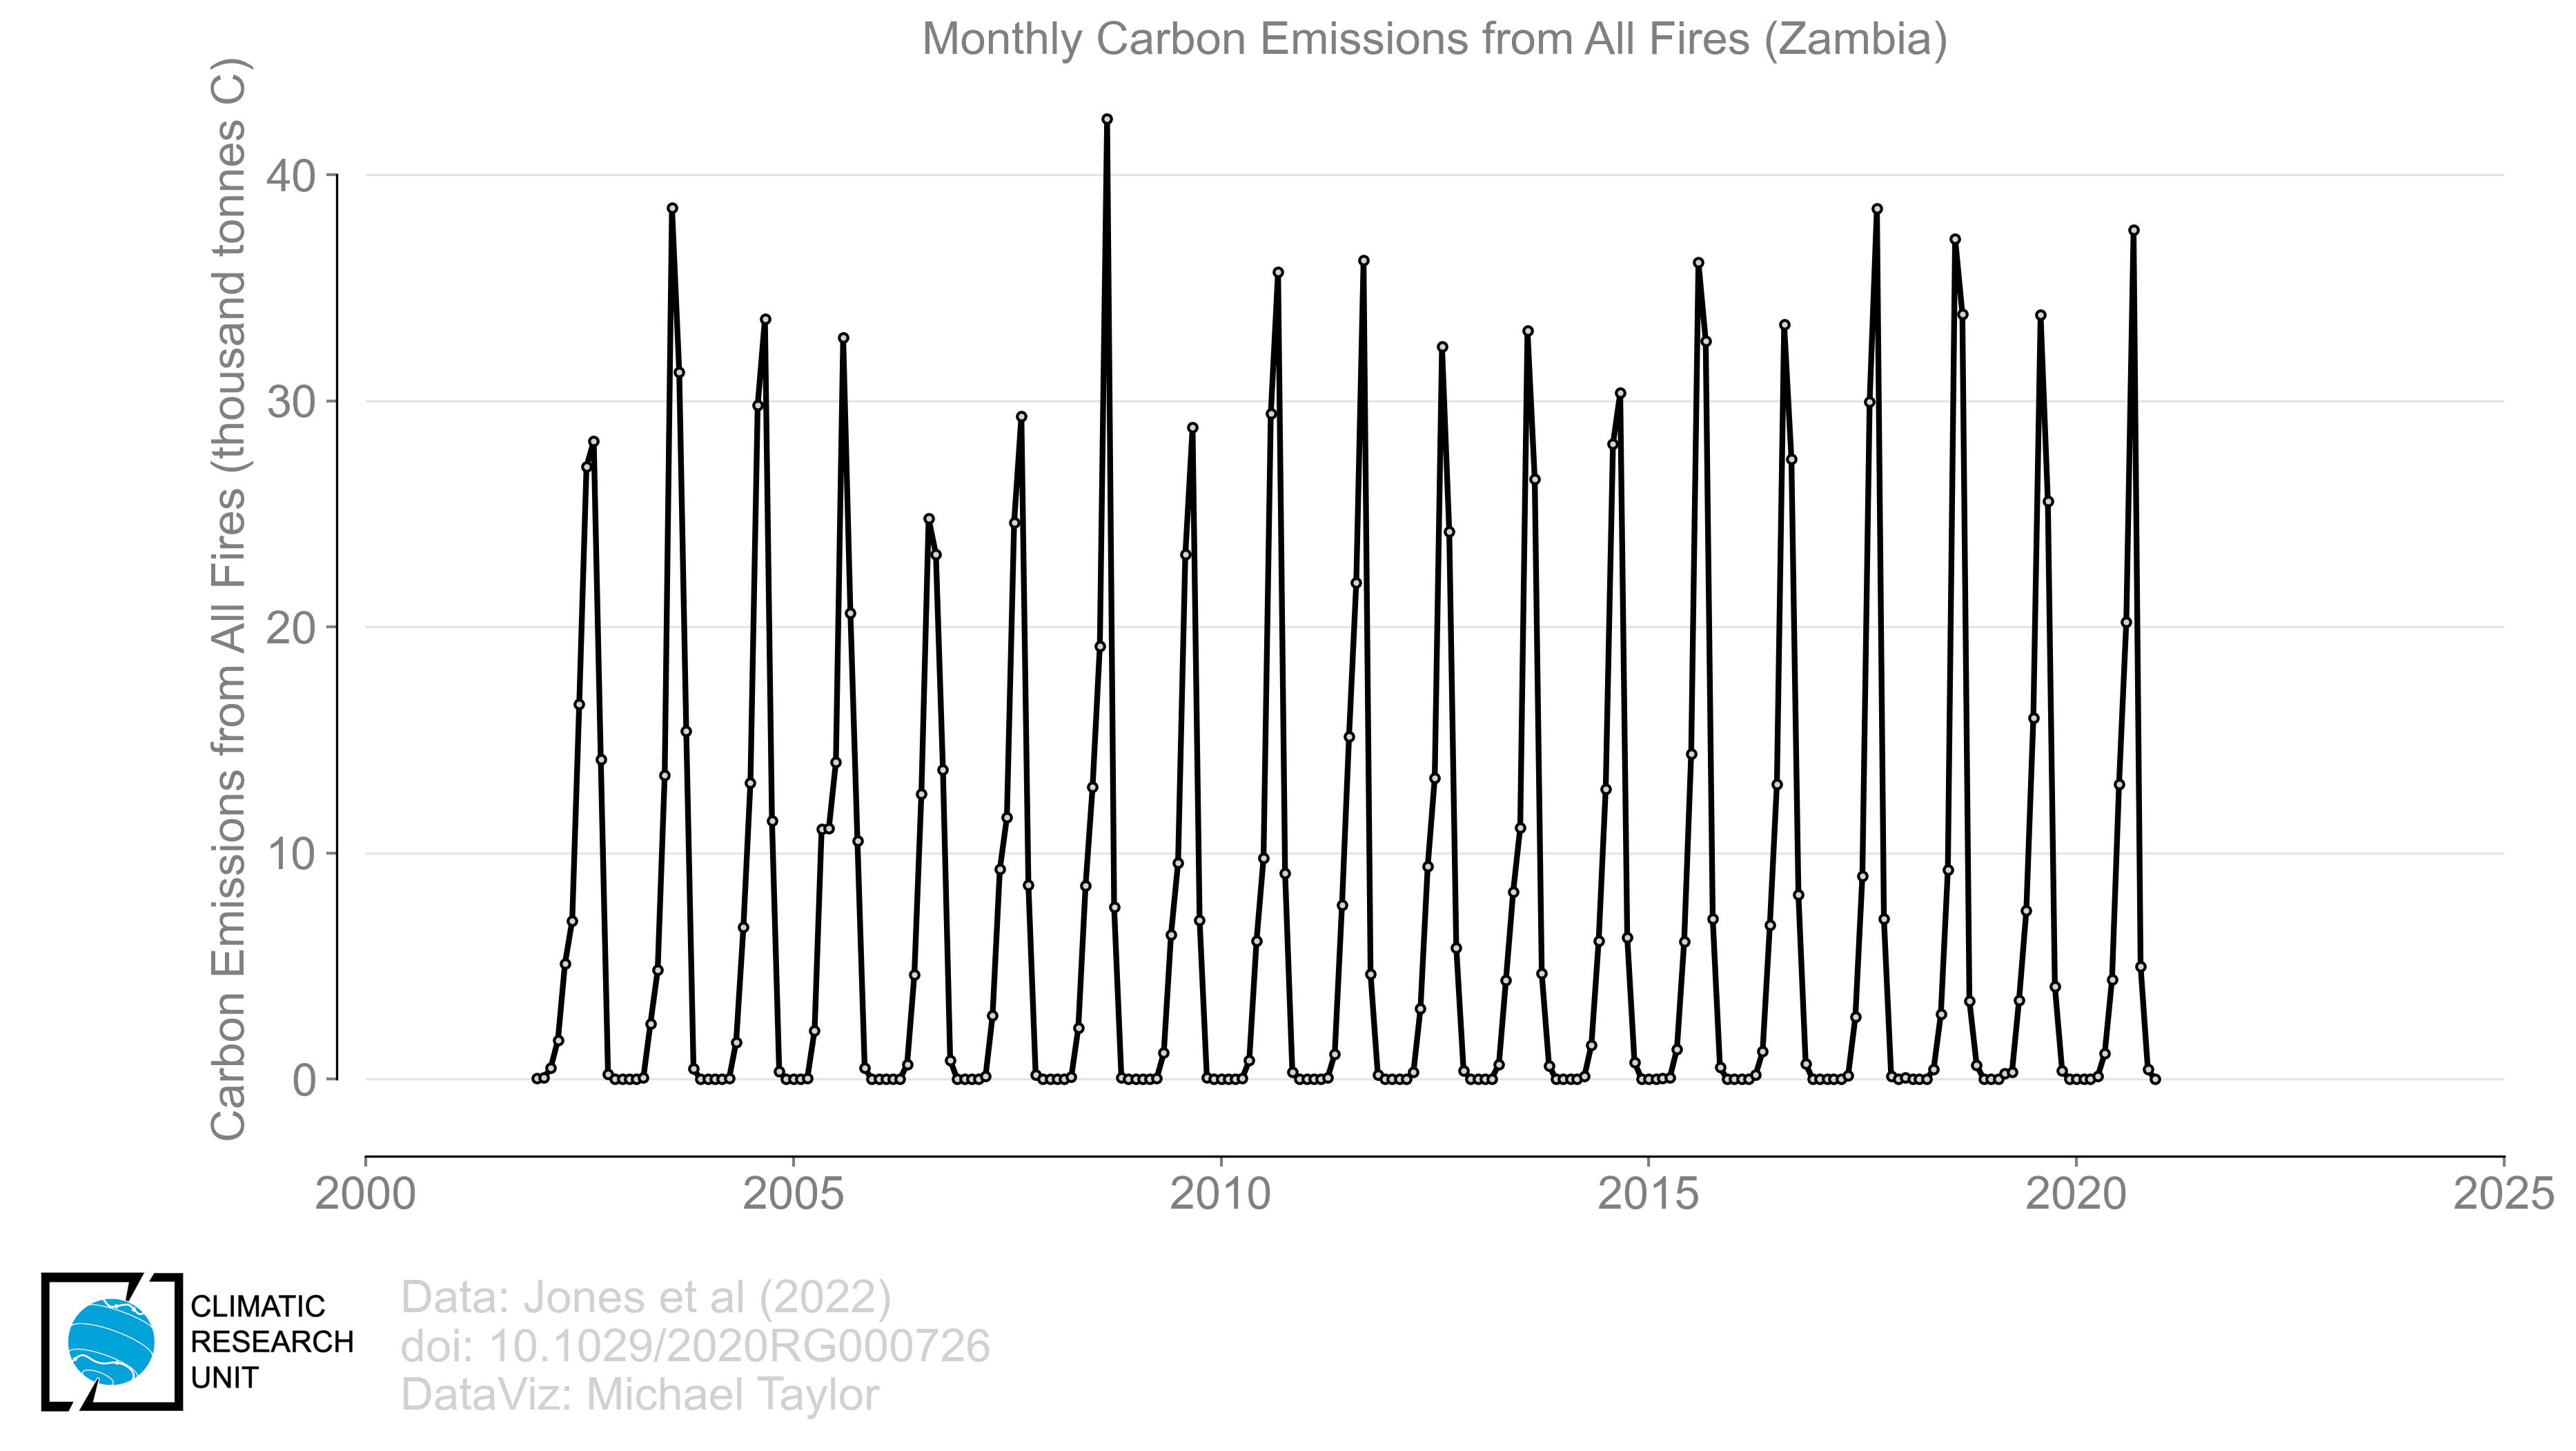 Monthly Carbon Emissions from All Fires (Zambia)
Carbon Emissions from All Fires (thousand tonnes C)
40
30
20
10
0
2000 2005 2010 2015 2020 2025
CLIMATIC
RESEARCH
UNIT
Data: Jones et al (2022)
doi: 10.1029/2020RG000726
DataViz: Michael Taylor